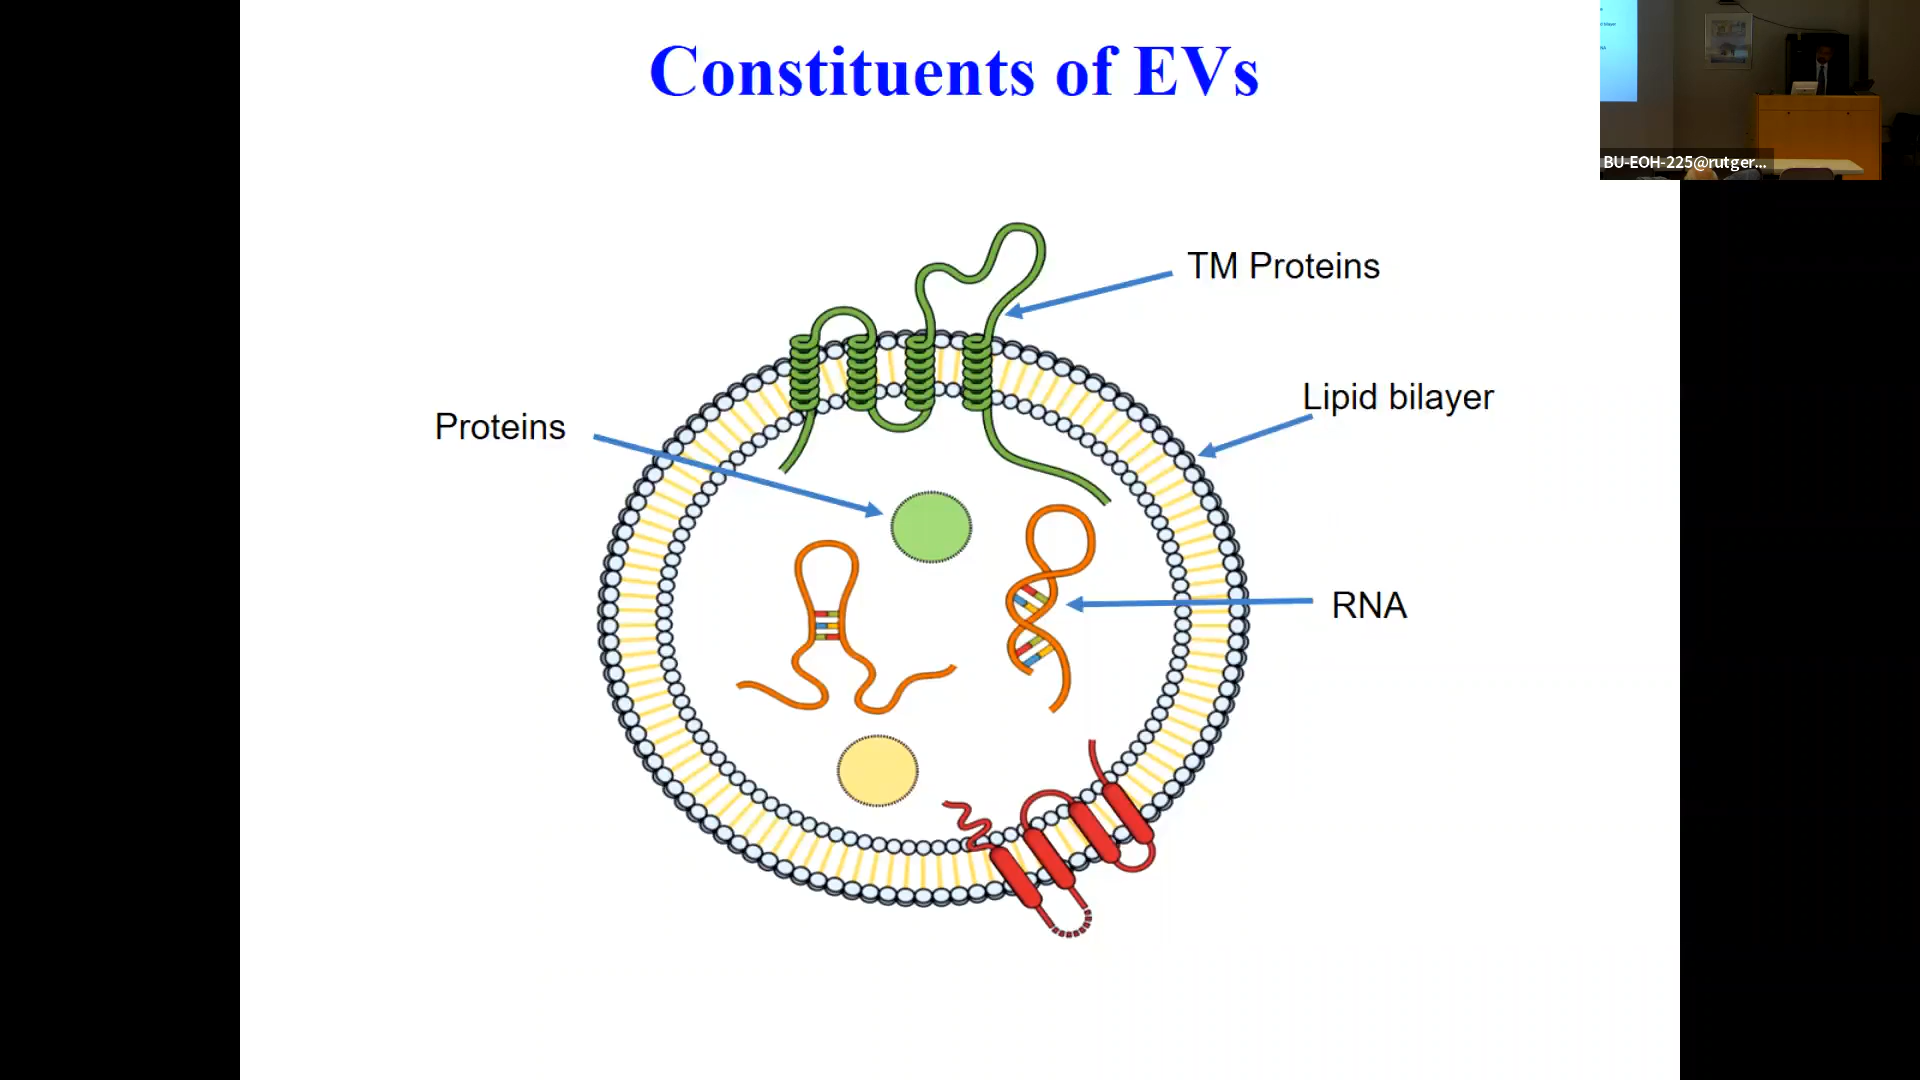 Constituents of EVs
TM Proteins
Lipid bilayer
Proteins
RNA
BU-EOH-225@rutger...